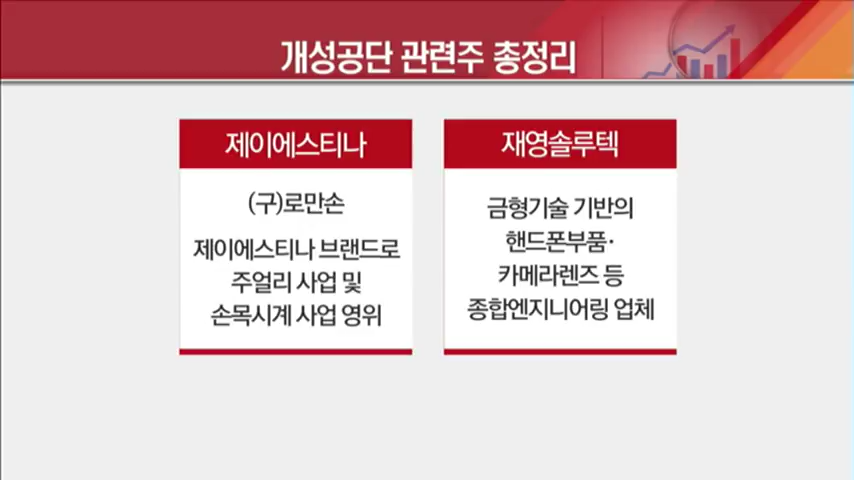 개성공단 관련주 총정리
제이에스티나
(구)로만손
제이에스티나 브랜드로
주얼리 사업 및
손목시계 사업 영위
재영솔루텍
금형기술 기반의
핸드폰부품·
카메라렌즈 등
종합엔지니어링 업체